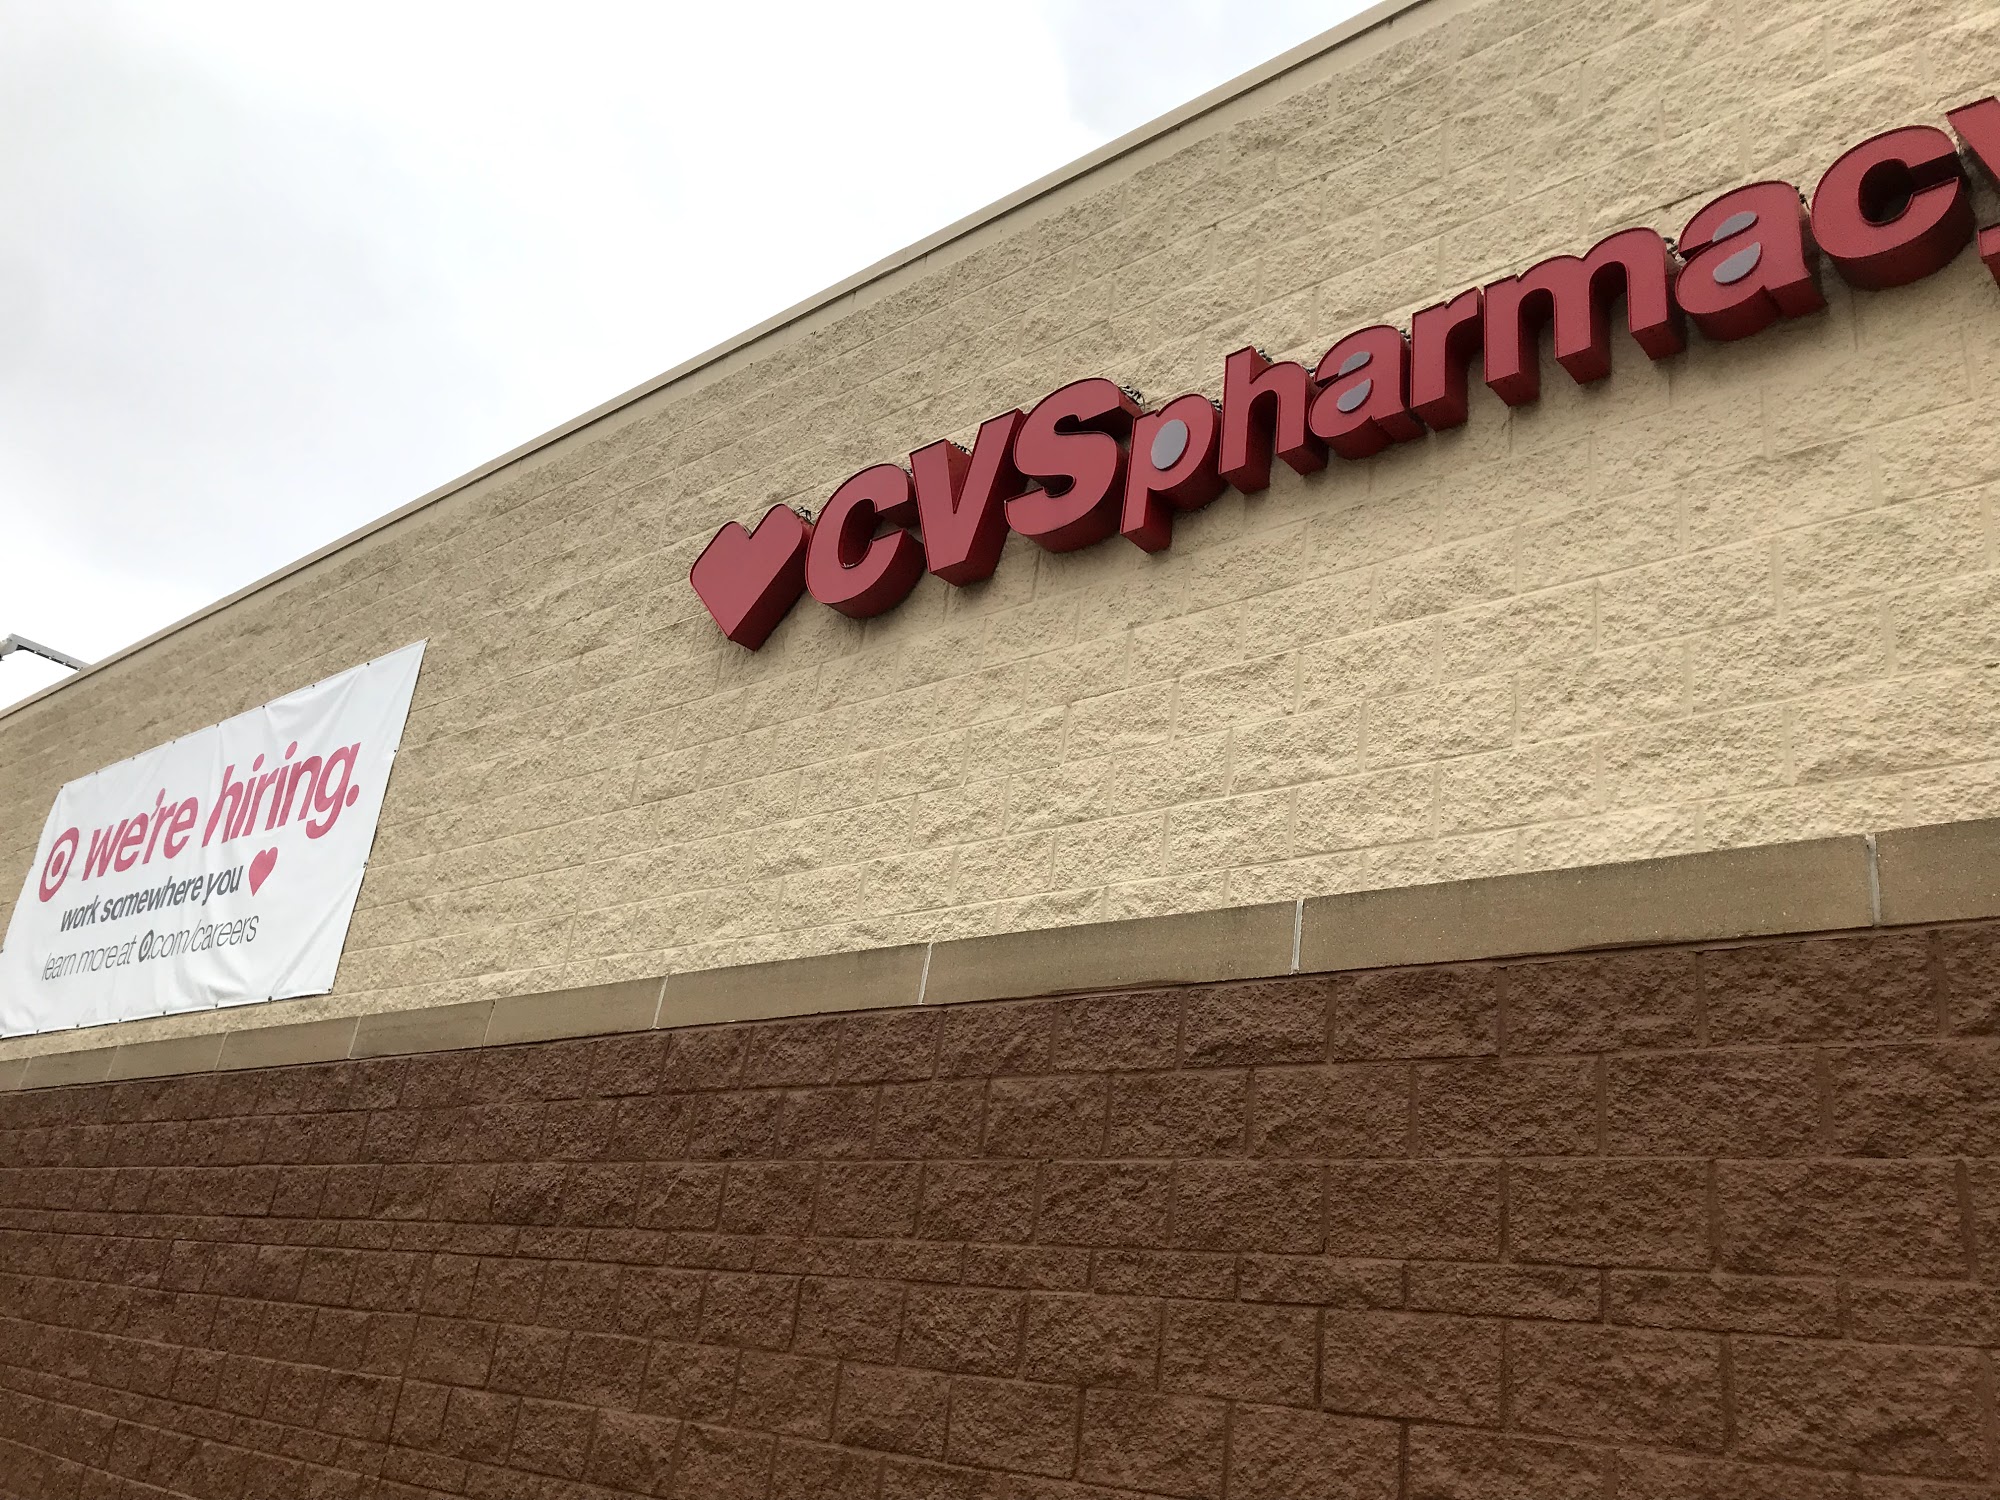 we're hiring.
work somewhere you
learn more at .com/careers
CVSpharmacy